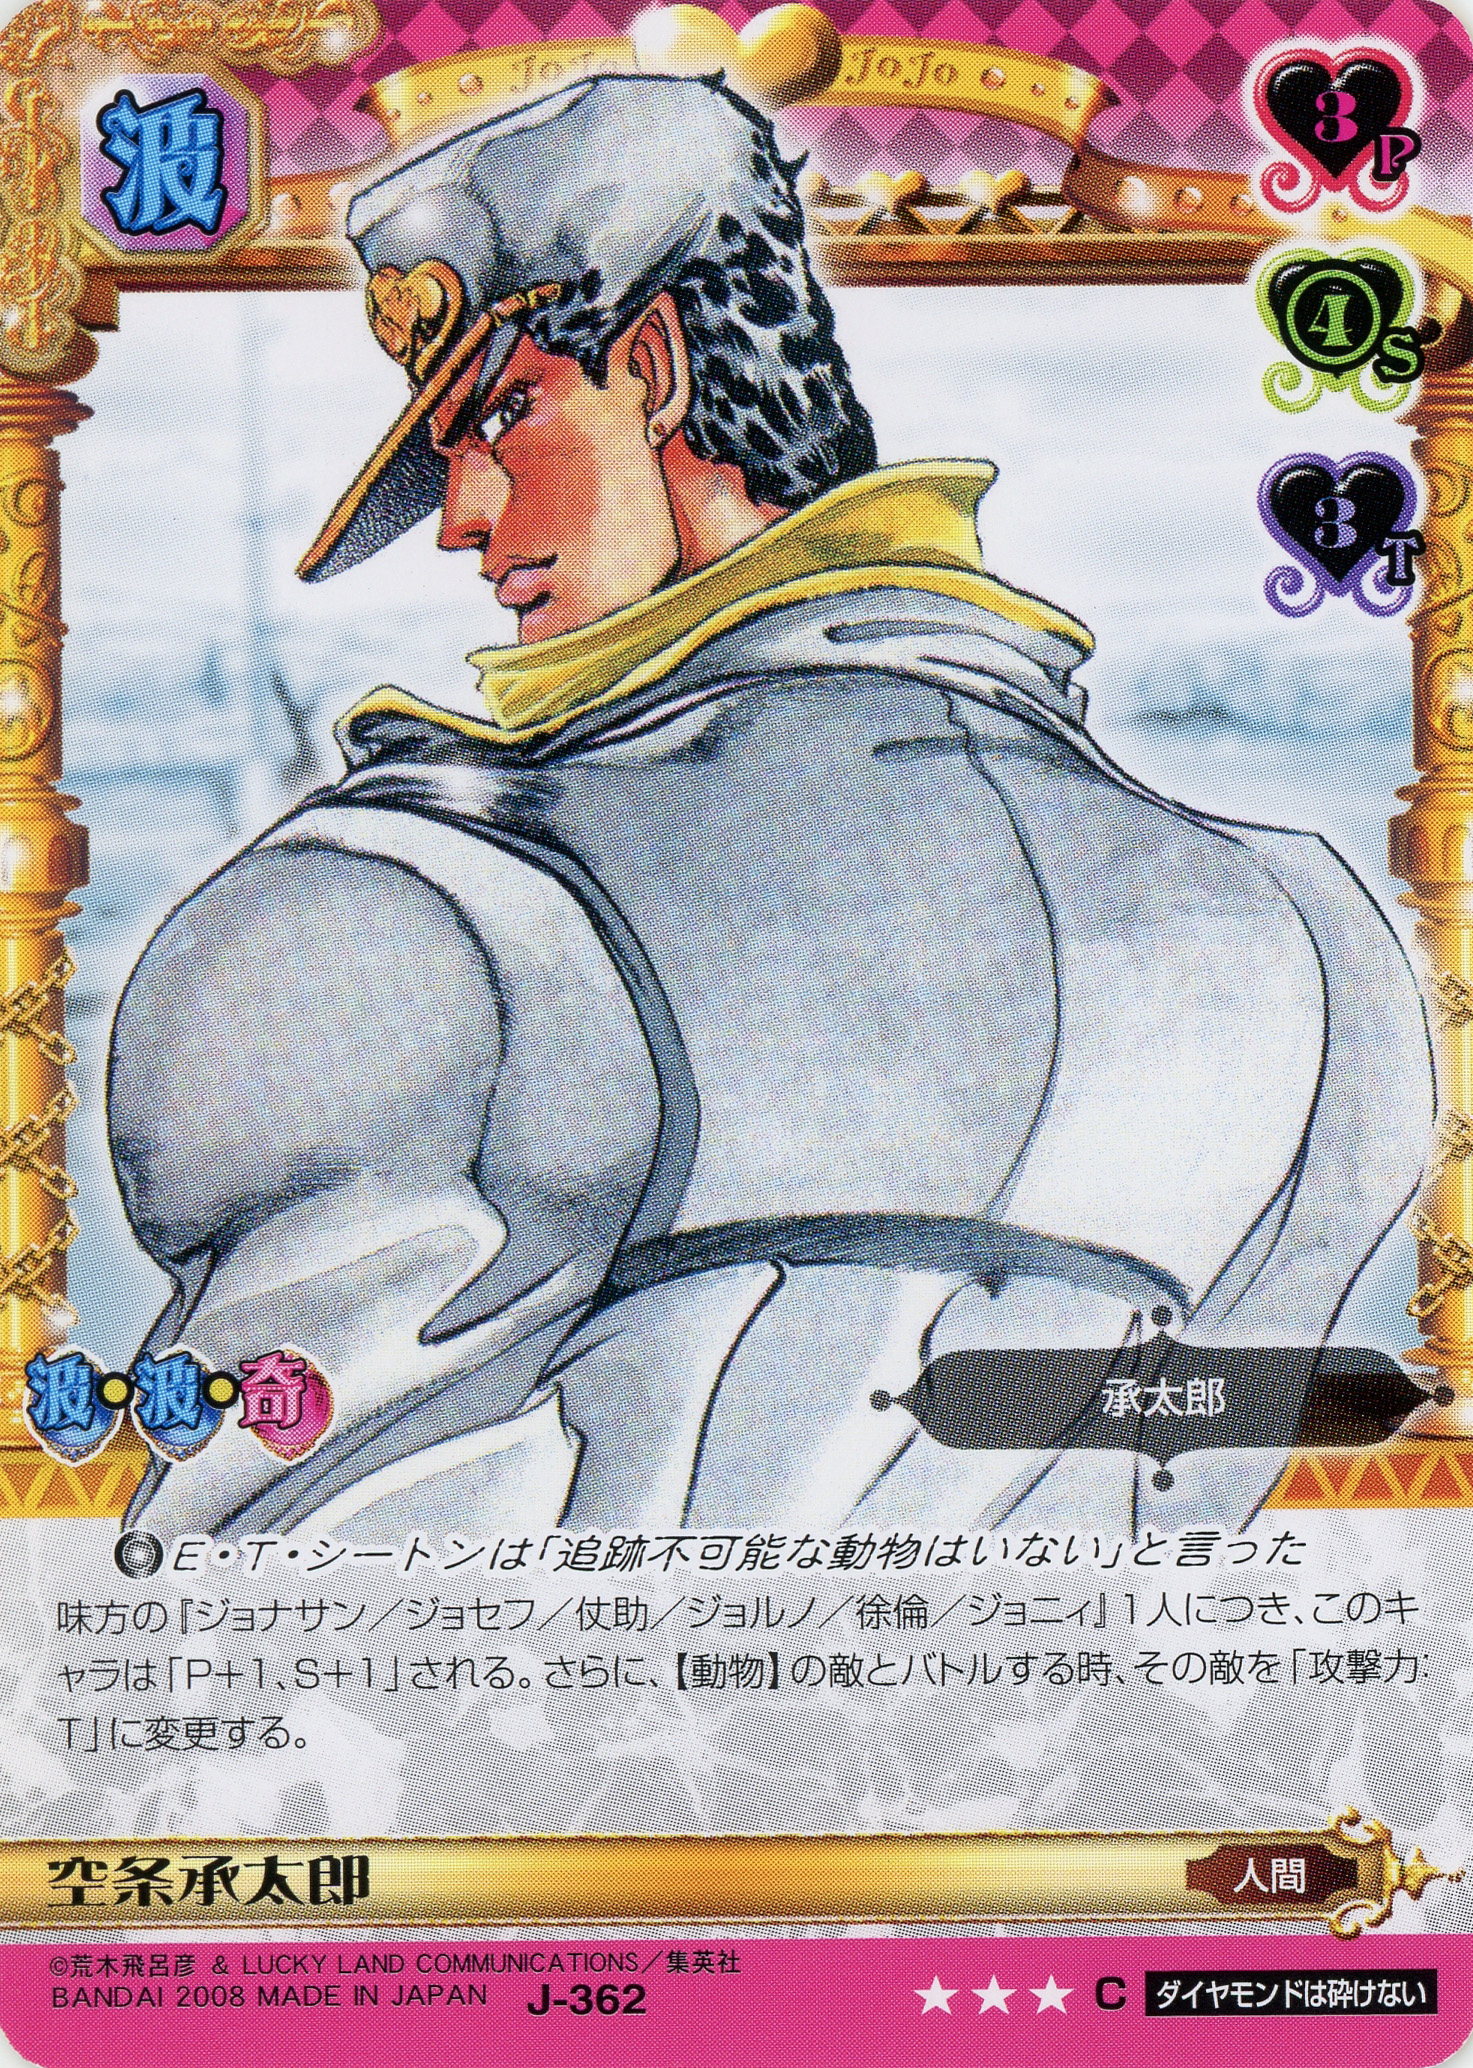 JoJo
JoJo
波
3
P
4
S
3
T
波・波・奇
承太郎
E・T・シートンは「追跡不可能な動物はいない」と言った
味方の『ジョナサン／ジョセフ／仗助／ジョルノ／徐倫／ジョニィ』1人につき、このキ
ャラは「P＋1、S＋1」される。さらに、【動物】の敵とバトルする時、その敵を「攻撃力：
T」に変更する。
空条承太郎
人間
©荒木飛呂彦 & LUCKY LAND COMMUNICATIONS／集英社
BANDAI 2008 MADE IN JAPAN J-362
★★★ C ダイヤモンドは砕けない